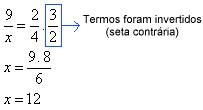 9/x = 2/4 . 3/2 Termos foram invertidos
(seta contrária)
x = 9.8/6
x = 12